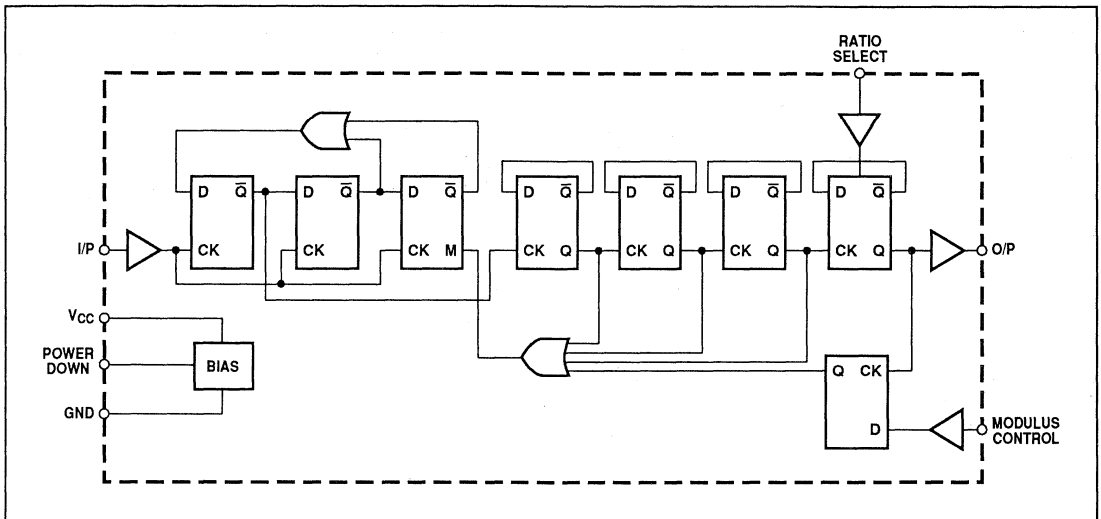 RATIO
SELECT
D Q̅ D Q̅ D Q̅ D Q̅ D Q̅ D Q̅ D Q̅
I/P CK CK CK M CK Q CK Q CK Q CK Q O/P
VCC
POWER
DOWN
BIAS
GND
Q CK
D
MODULUS
CONTROL